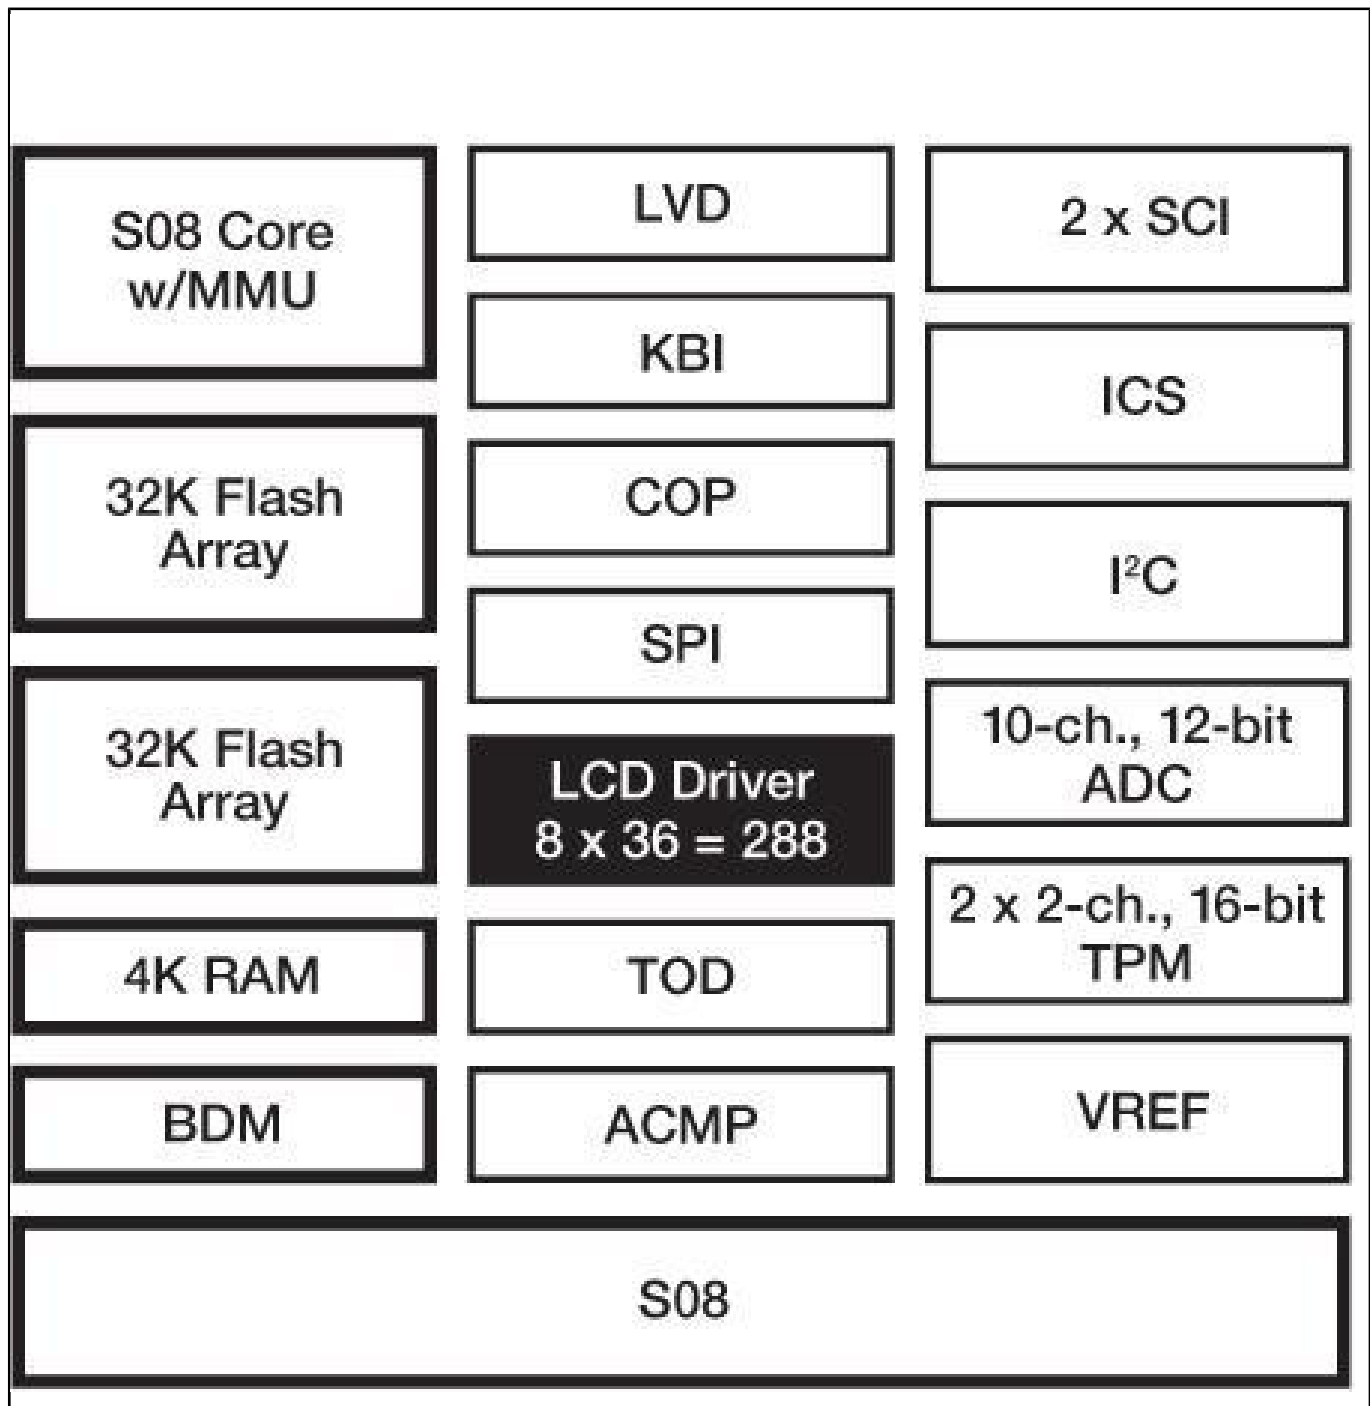 S08 Core
w/MMU
32K Flash
Array
32K Flash
Array
4K RAM
BDM
LVD
KBI
COP
SPI
LCD Driver
8 x 36 = 288
TOD
ACMP
2 x SCI
ICS
I²C
10-ch., 12-bit
ADC
2 x 2-ch., 16-bit
TPM
VREF
S08